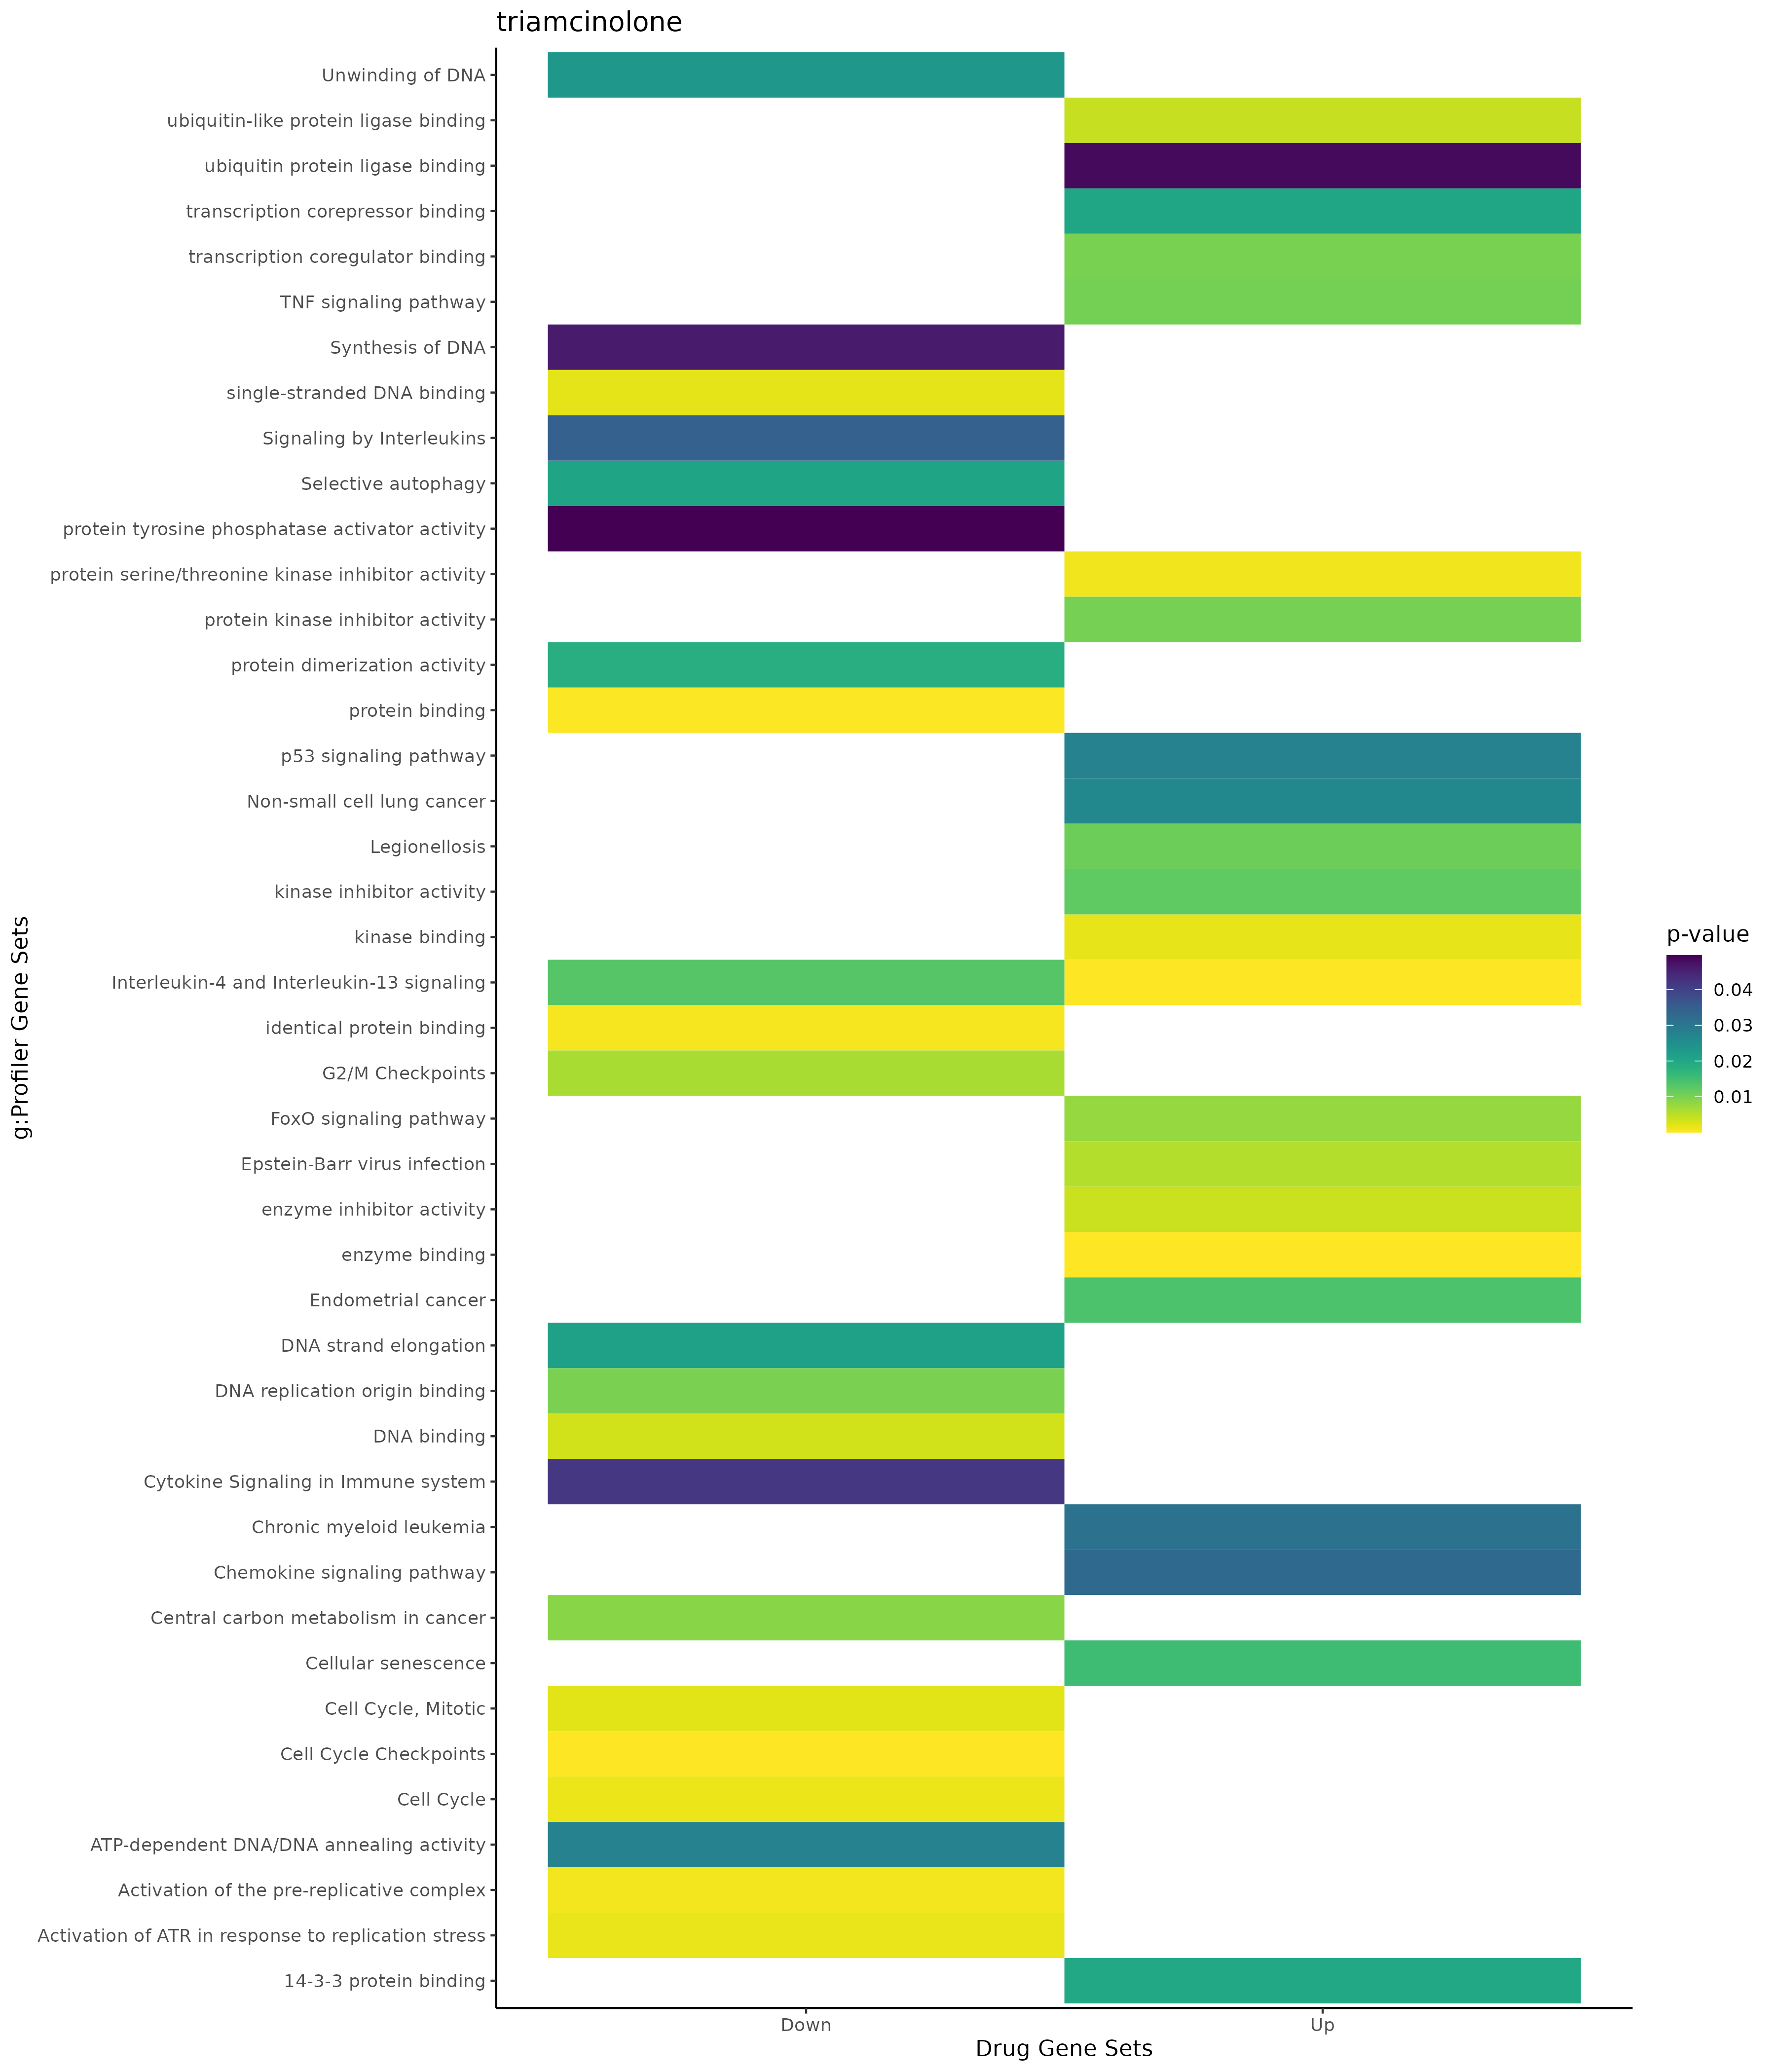 triamcinolone
Unwinding of DNA
ubiquitin-like protein ligase binding
ubiquitin protein ligase binding
transcription corepressor binding
transcription coregulator binding
TNF signaling pathway
Synthesis of DNA
single-stranded DNA binding
Signaling by Interleukins
Selective autophagy
protein tyrosine phosphatase activator activity
protein serine/threonine kinase inhibitor activity
protein kinase inhibitor activity
protein dimerization activity
protein binding
p53 signaling pathway
Non-small cell lung cancer
Legionellosis
kinase inhibitor activity
kinase binding
Interleukin-4 and Interleukin-13 signaling
identical protein binding
G2/M Checkpoints
FoxO signaling pathway
Epstein-Barr virus infection
enzyme inhibitor activity
enzyme binding
Endometrial cancer
DNA strand elongation
DNA replication origin binding
DNA binding
Cytokine Signaling in Immune system
Chronic myeloid leukemia
Chemokine signaling pathway
Central carbon metabolism in cancer
Cellular senescence
Cell Cycle, Mitotic
Cell Cycle Checkpoints
Cell Cycle
ATP-dependent DNA/DNA annealing activity
Activation of the pre-replicative complex
Activation of ATR in response to replication stress
14-3-3 protein binding
g:Profiler Gene Sets
Down
Up
Drug Gene Sets
p-value
0.04
0.03
0.02
0.01